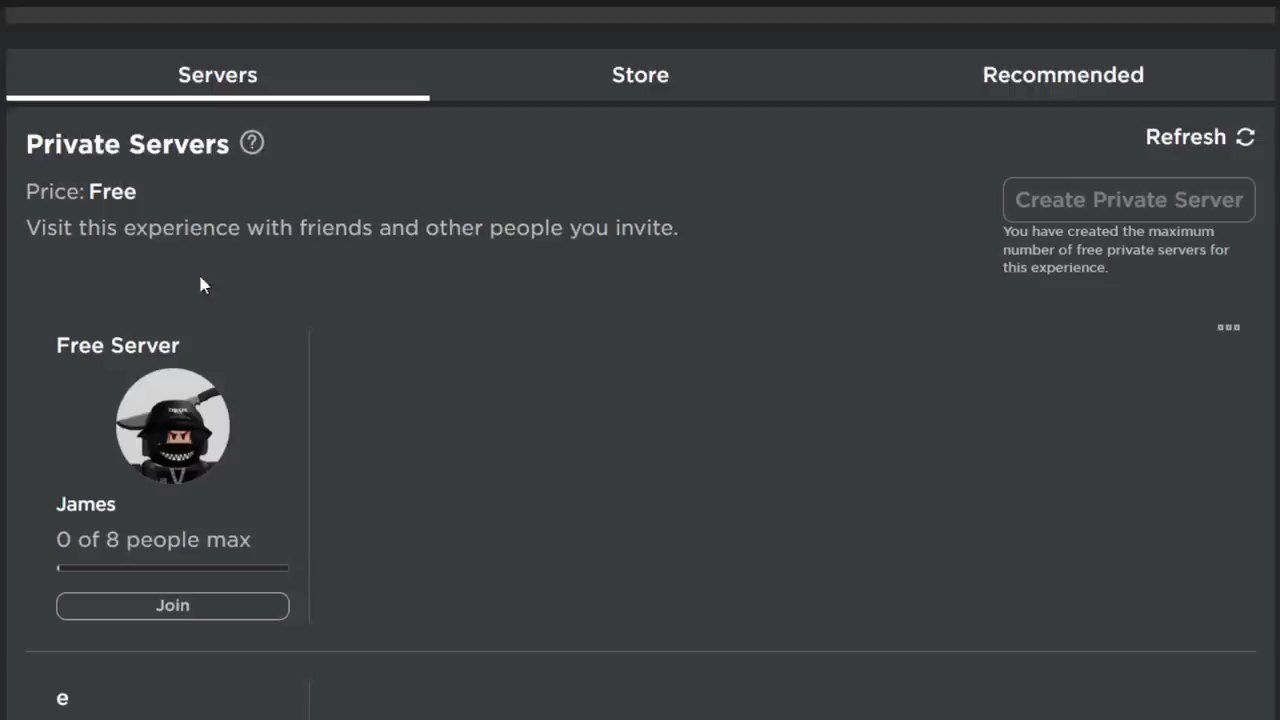 Servers
Store
Recommended
Private Servers
Refresh
Price: Free
Create Private Server
Visit this experience with friends and other people you invite.
You have created the maximum
number of free private servers for
this experience.
Free Server
James
0 of 8 people max
Join
e